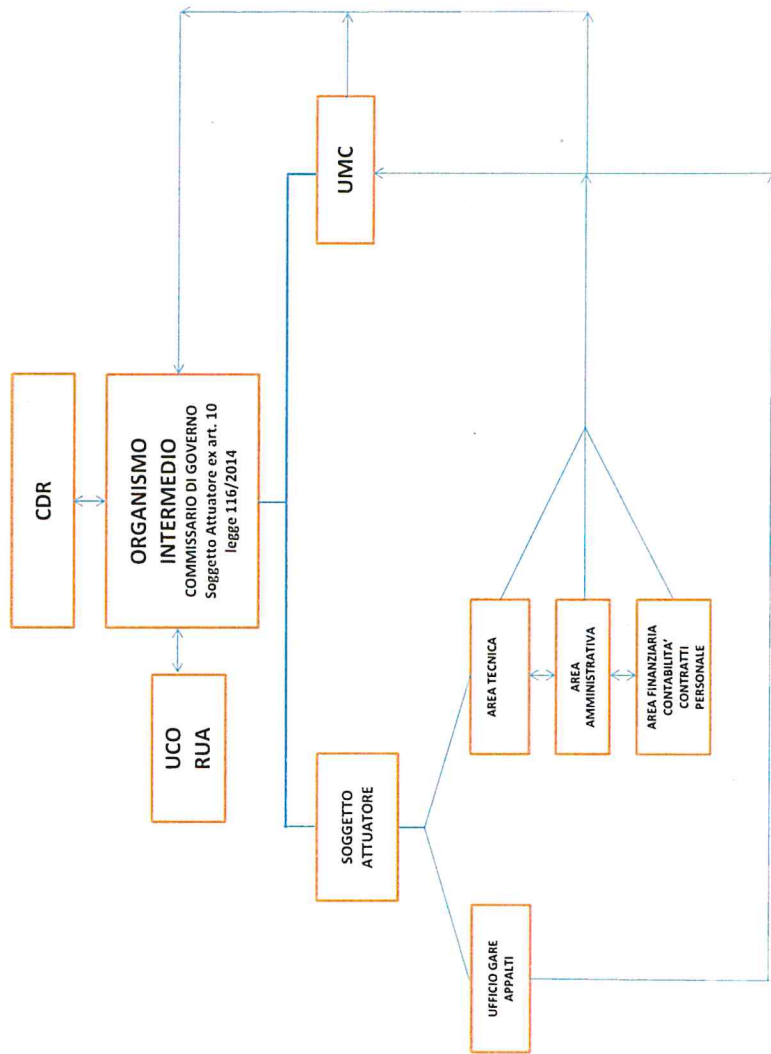 CDR
ORGANISMO
INTERMEDIO
COMMISSARIO DI GOVERNO
Soggetto Attuatore ex art. 10
legge 116/2014
UCO
RUA
SOGGETTO
ATTUATORE
UMC
UFFICIO GARE
APPALTI
AREA TECNICA
AREA
AMMINISTRATIVA
AREA FINANZIARIA
CONTABILITA'
CONTRATTI
PERSONALE